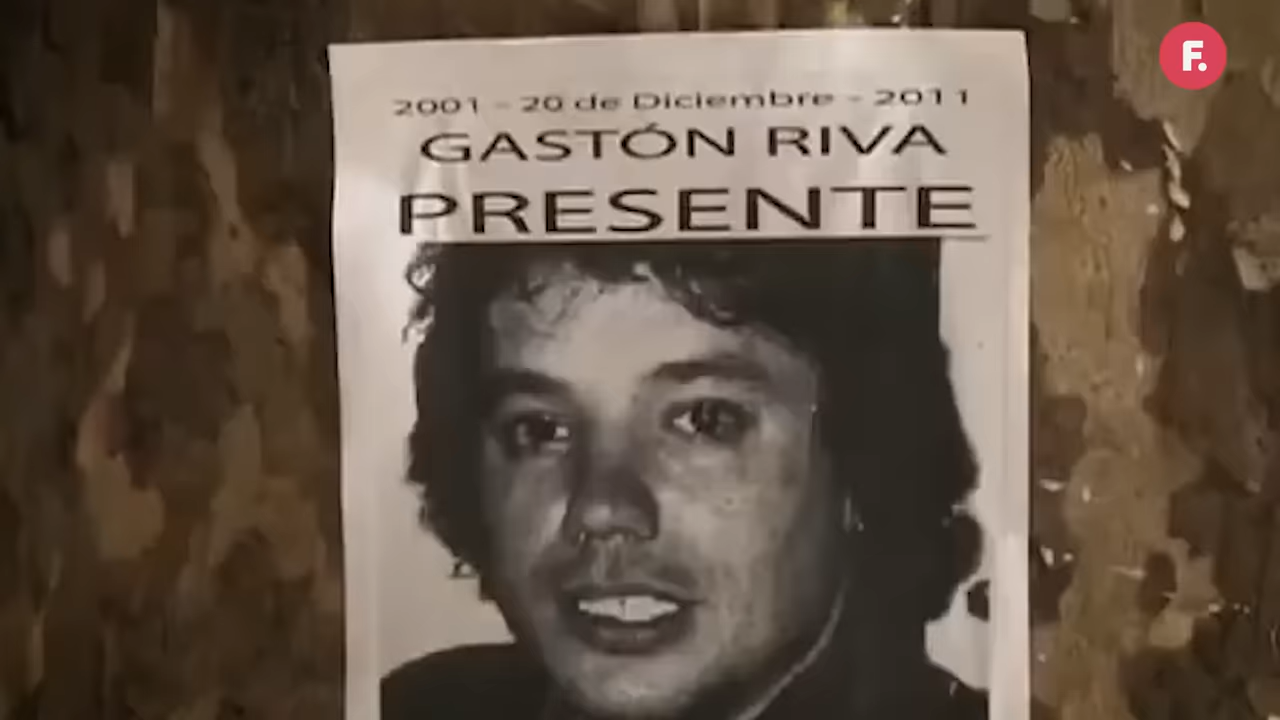 2001 - 20 de Diciembre - 2011
GASTÓN RIVA
PRESENTE
F.